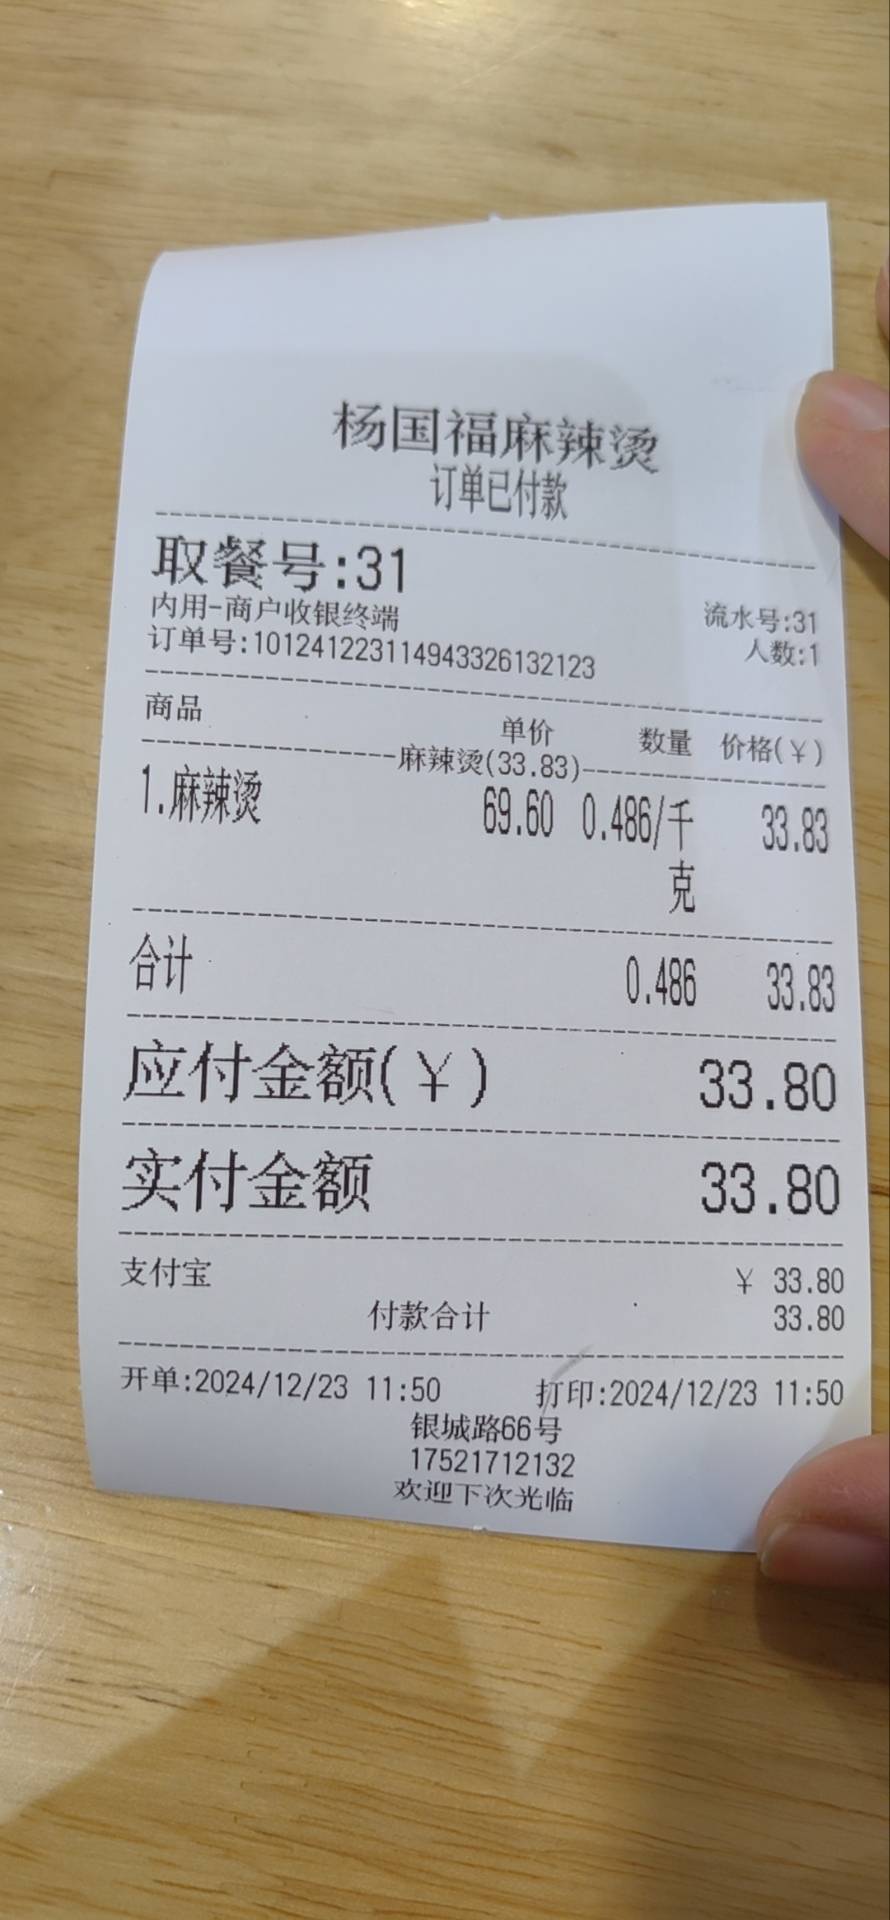 杨国福麻辣烫
订单已付款
取餐号:31
内用-商户收银终端 流水号:31
订单号:101241223114943326132123 人数:1
商品 单价 数量 价格(¥)
麻辣烫(33.83)
1.麻辣烫 69.60 0.486/千克 33.83
合计 0.486 33.83
应付金额(¥) 33.80
实付金额 33.80
支付宝 ¥ 33.80
付款合计 33.80
开单:2024/12/23 11:50 打印:2024/12/23 11:50
银城路66号
17521712132
欢迎下次光临